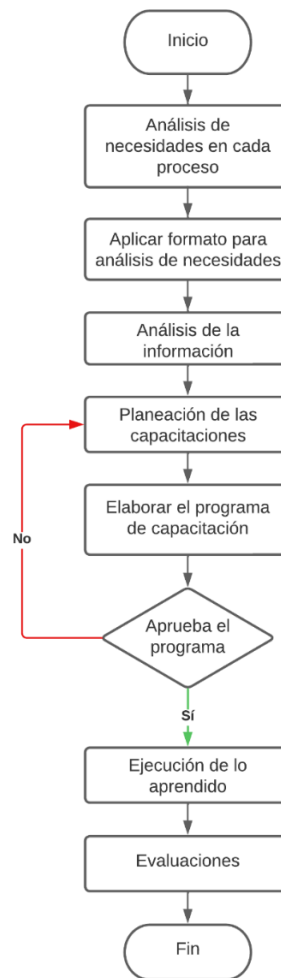 Inicio
Análisis de
necesidades en cada
proceso
Aplicar formato para
análisis de necesidades
Análisis de la
información
Planeación de las
capacitaciones
Elaborar el programa
de capacitación
No
Aprueba el
programa
Sí
Ejecución de lo
aprendido
Evaluaciones
Fin